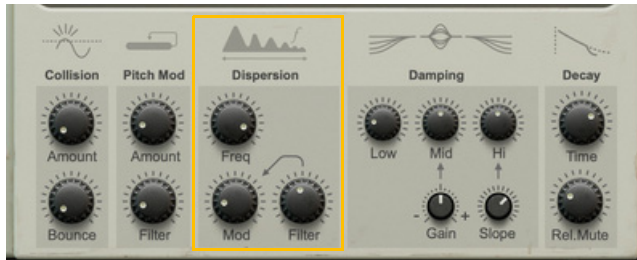 Collision Pitch Mod Dispersion Damping Decay
Amount Amount Freq Low Mid Hi Time
Bounce Filter Mod Filter - Gain + Slope Rel.Mute